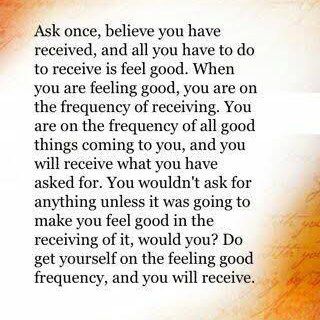 Ask once, believe you have
received, and all you have to do
to receive is feel good. When
you are feeling good, you are on
the frequency of receiving. You
are on the frequency of all good
things coming to you, and you
will receive what you have
asked for. You wouldn't ask for
anything unless it was going to
make you feel good in the
receiving of it, would you? Do
get yourself on the feeling good
frequency, and you will receive.